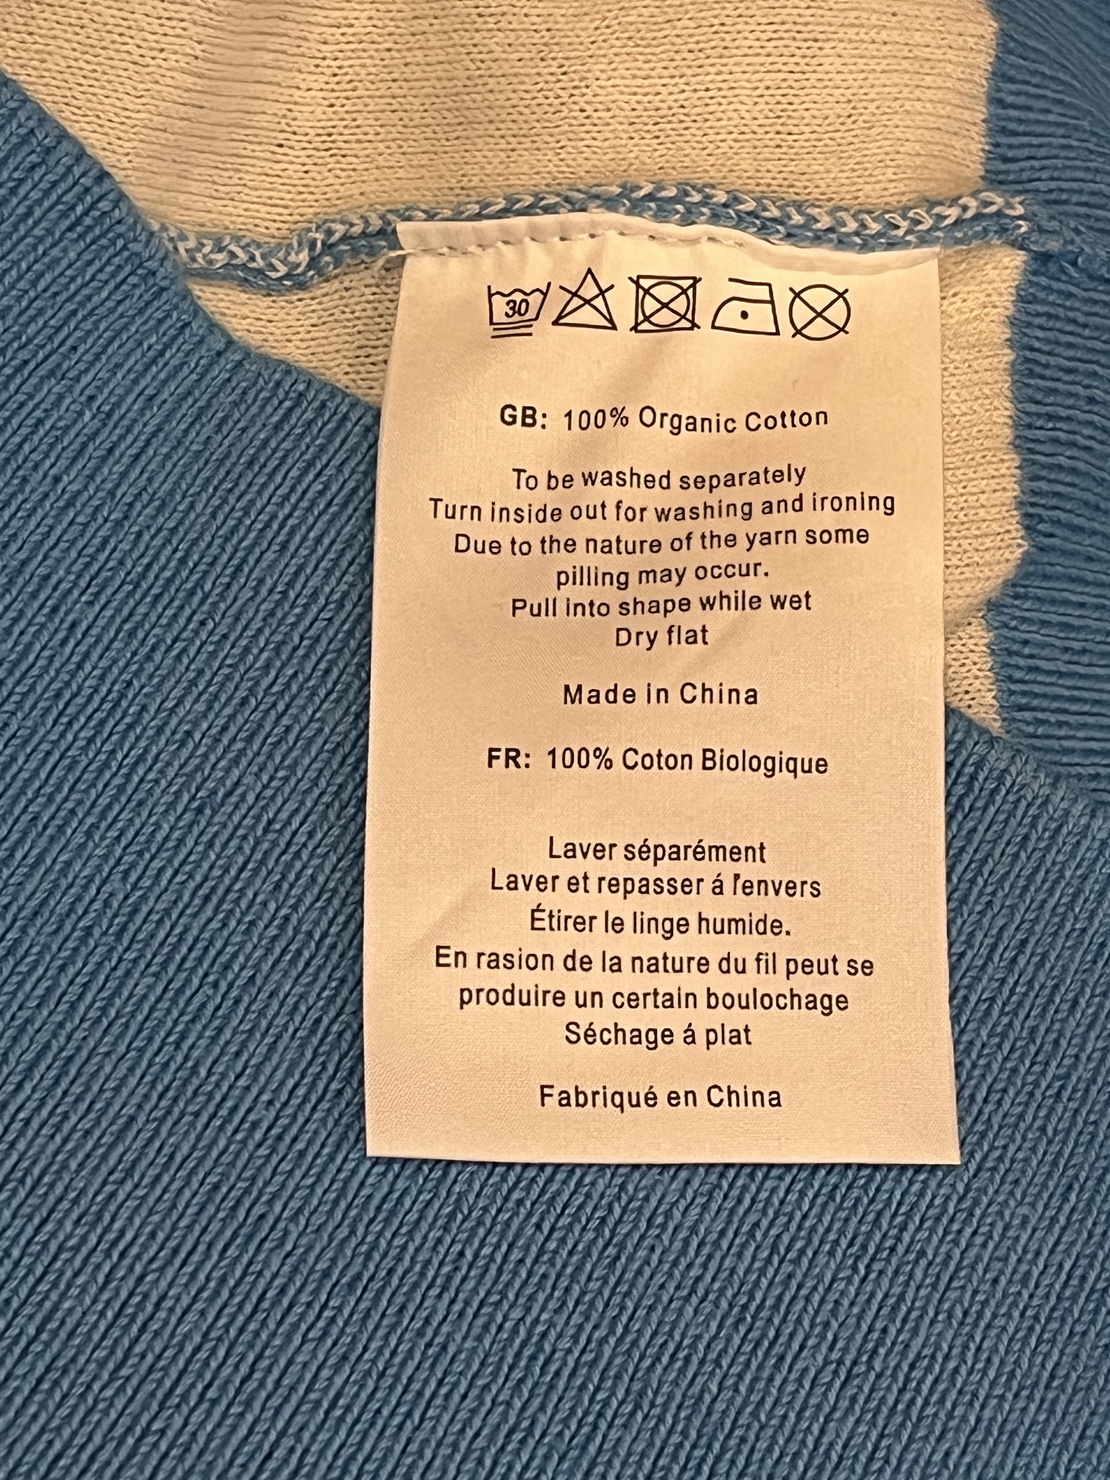 30
GB: 100% Organic Cotton
To be washed separately
Turn inside out for washing and ironing
Due to the nature of the yarn some
pilling may occur.
Pull into shape while wet
Dry flat
Made in China
FR: 100% Coton Biologique
Laver séparément
Laver et repasser á l'envers
Étirer le linge humide.
En rasion de la nature du fil peut se
produire un certain boulochage
Séchage á plat
Fabriqué en China